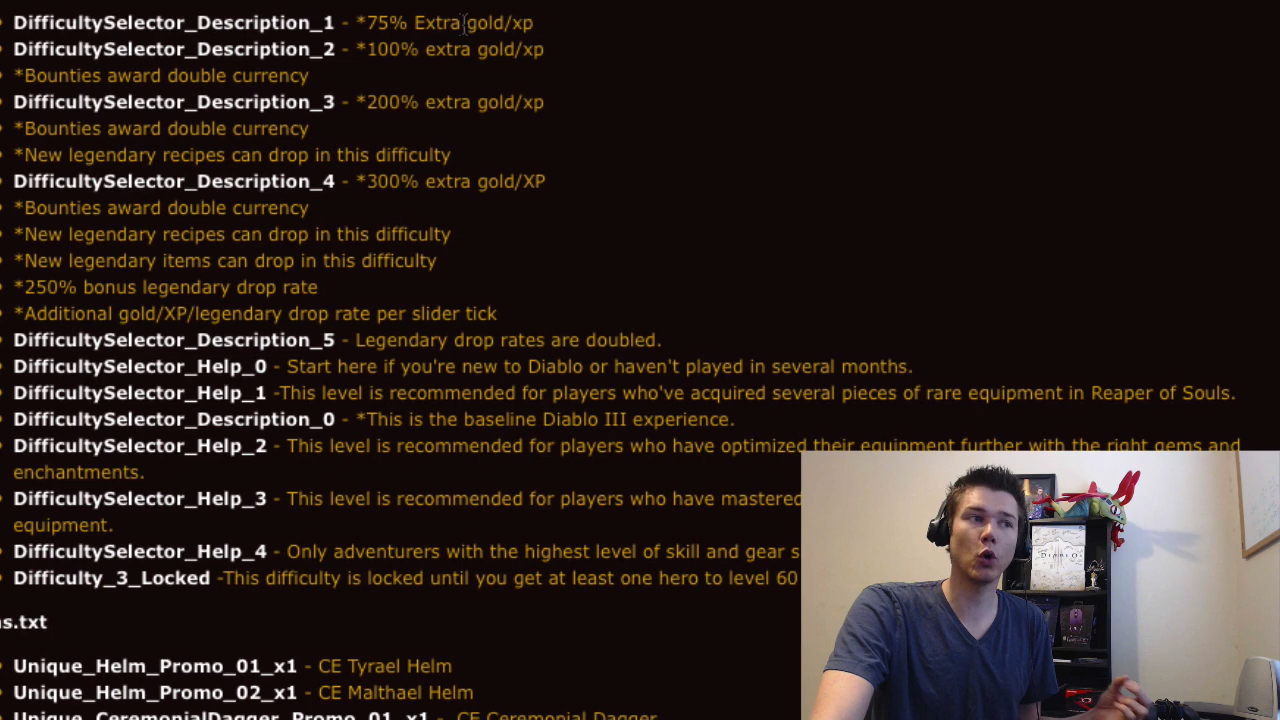 DifficultySelector_Description_1 - *75% Extra gold/xp
DifficultySelector_Description_2 - *100% extra gold/xp
*Bounties award double currency
DifficultySelector_Description_3 - *200% extra gold/xp
*Bounties award double currency
*New legendary recipes can drop in this difficulty
DifficultySelector_Description_4 - *300% extra gold/XP
*Bounties award double currency
*New legendary recipes can drop in this difficulty
*New legendary items can drop in this difficulty
*250% bonus legendary drop rate
*Additional gold/XP/legendary drop rate per slider tick
DifficultySelector_Description_5 - Legendary drop rates are doubled.
DifficultySelector_Help_0 - Start here if you're new to Diablo or haven't played in several months.
DifficultySelector_Help_1 -This level is recommended for players who've acquired several pieces of rare equipment in Reaper of Souls.
DifficultySelector_Description_0 - *This is the baseline Diablo III experience.
DifficultySelector_Help_2 - This level is recommended for players who have optimized their equipment further with the right gems and
enchantments.
DifficultySelector_Help_3 - This level is recommended for players who have mastered
equipment.
DifficultySelector_Help_4 - Only adventurers with the highest level of skill and gear s
Difficulty_3_Locked -This difficulty is locked until you get at least one hero to level 60
s.txt
Unique_Helm_Promo_01_x1 - CE Tyrael Helm
Unique_Helm_Promo_02_x1 - CE Malthael Helm
Unique_CeremonialDagger_Promo_01_x1 - CE Ceremonial Dagger
DIABLO